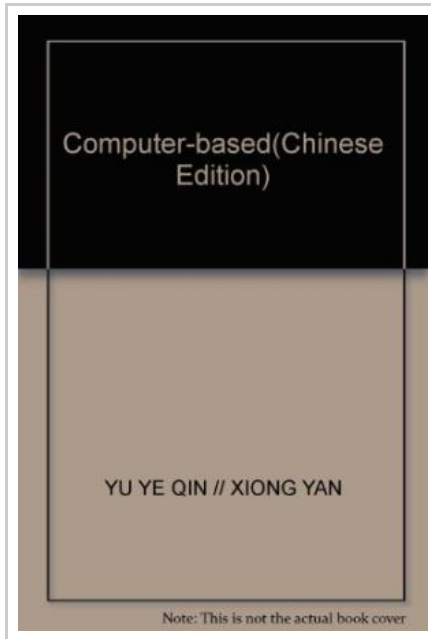 Computer-based(Chinese
Edition)
YU YE QIN // XIONG YAN
Note: This is not the actual book cover